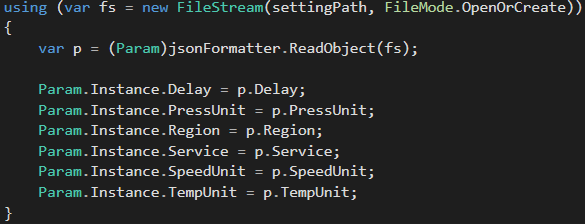 using (var fs = new FileStream(settingPath, FileMode.OpenOrCreate))
{
    var p = (Param)jsonFormatter.ReadObject(fs);

    Param.Instance.Delay = p.Delay;
    Param.Instance.PressUnit = p.PressUnit;
    Param.Instance.Region = p.Region;
    Param.Instance.Service = p.Service;
    Param.Instance.SpeedUnit = p.SpeedUnit;
    Param.Instance.TempUnit = p.TempUnit;
}